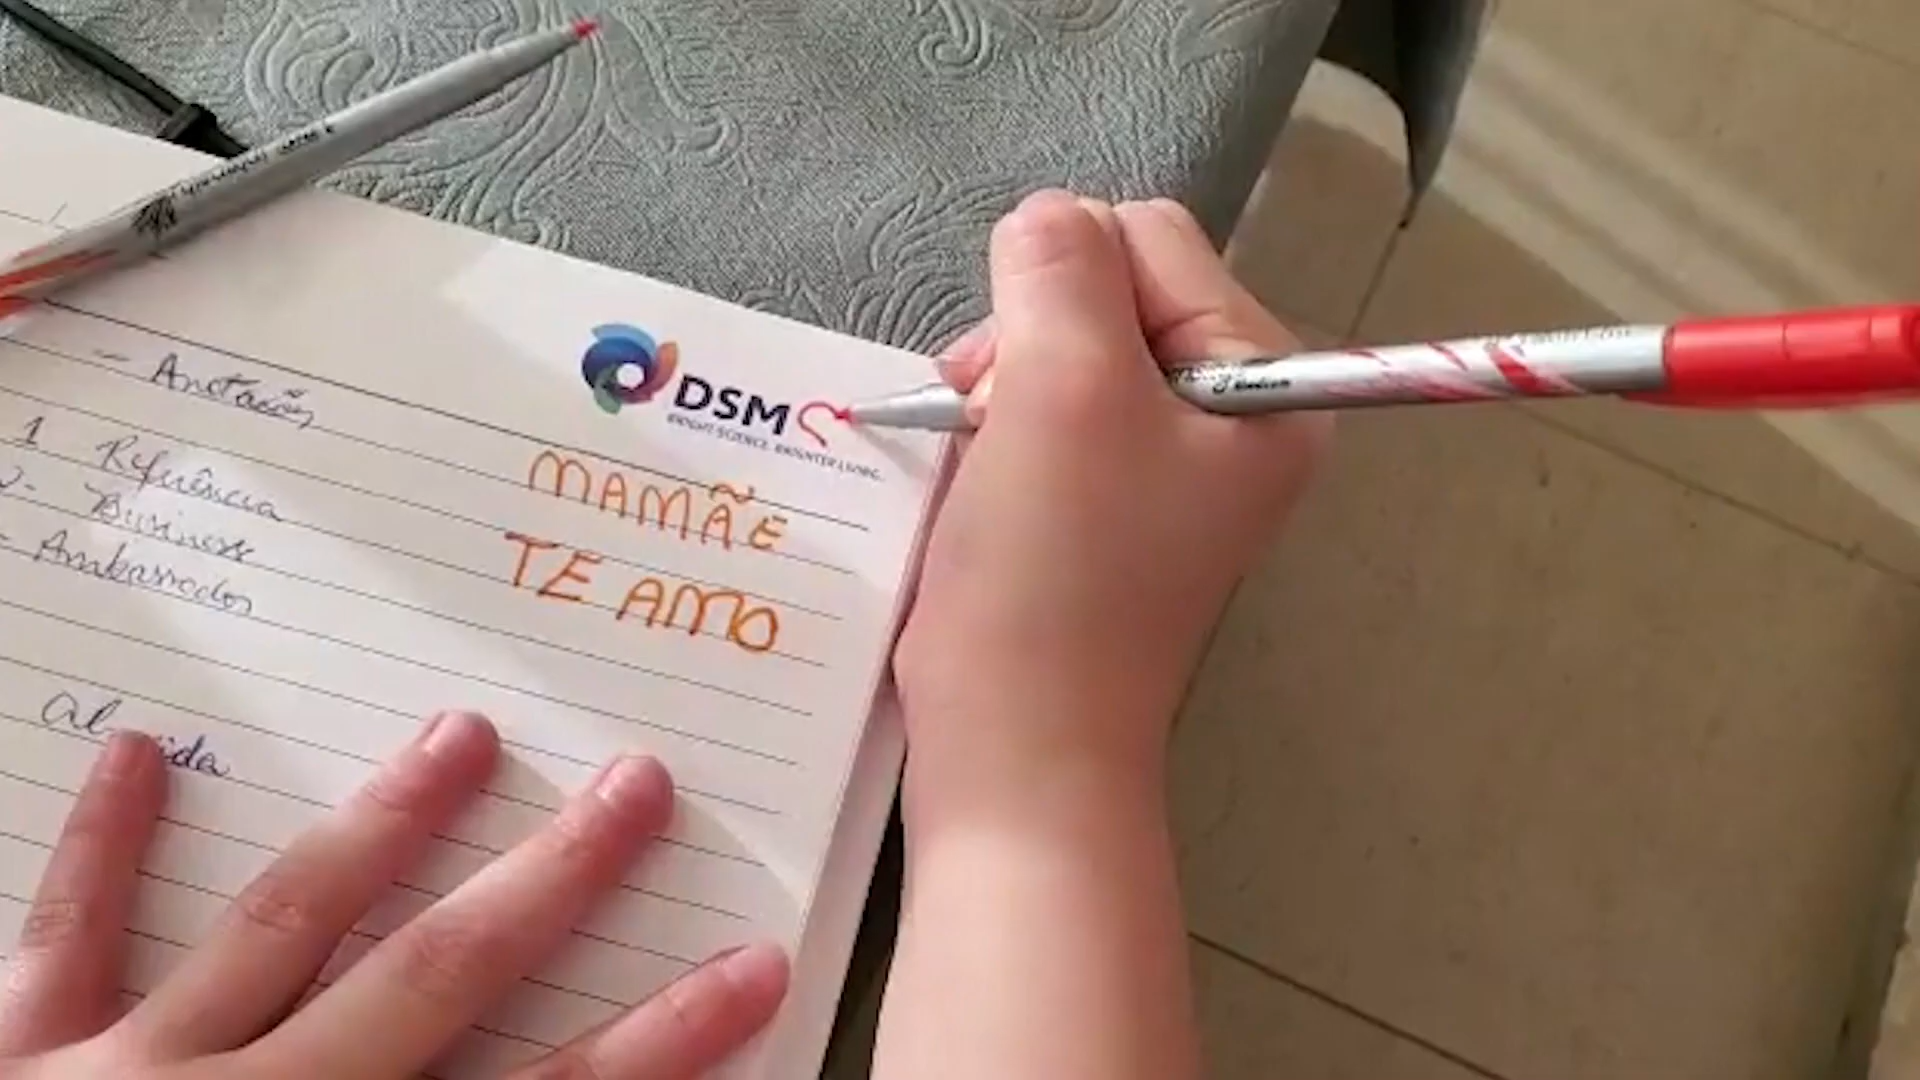 DSM
BRIGHT SCIENCE. BRIGHTER LIVING.
- Anotações
1 Referência
2- Business
- Ambassador
MAMÃE
TE AMO